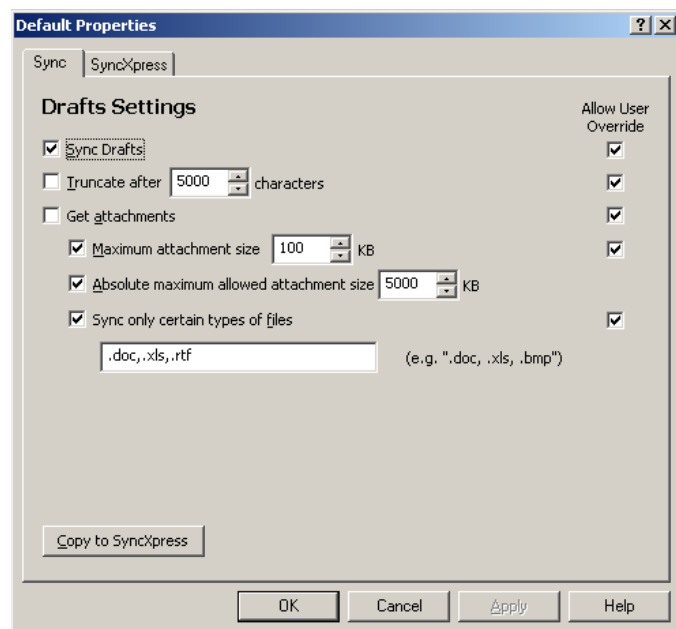 Default Properties
Sync SyncXpress
Drafts Settings
Allow User
Override
Sync Drafts
Truncate after 5000 characters
Get attachments
Maximum attachment size 100 KB
Absolute maximum allowed attachment size 5000 KB
Sync only certain types of files
.doc,.xls,.rtf (e.g. ".doc, .xls, .bmp")
Copy to SyncXpress
OK Cancel Apply Help